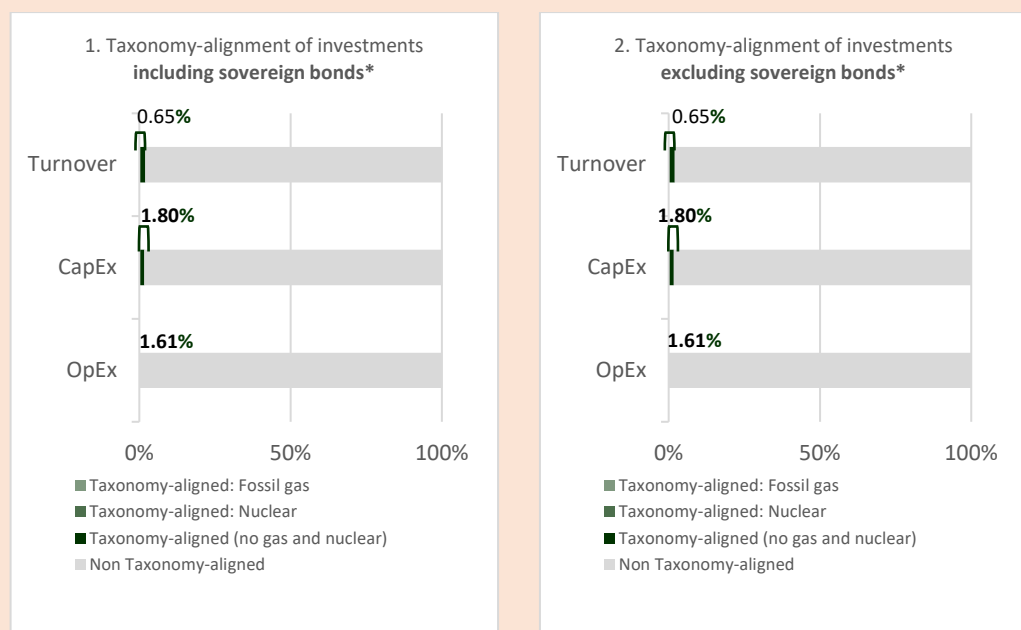 1. Taxonomy-alignment of investments
including sovereign bonds*
0.65%
Turnover
1.80%
CapEx
1.61%
OpEx
0% 50% 100%
Taxonomy-aligned: Fossil gas
Taxonomy-aligned: Nuclear
Taxonomy-aligned (no gas and nuclear)
Non Taxonomy-aligned
2. Taxonomy-alignment of investments
excluding sovereign bonds*
0.65%
Turnover
1.80%
CapEx
1.61%
OpEx
0% 50% 100%
Taxonomy-aligned: Fossil gas
Taxonomy-aligned: Nuclear
Taxonomy-aligned (no gas and nuclear)
Non Taxonomy-aligned